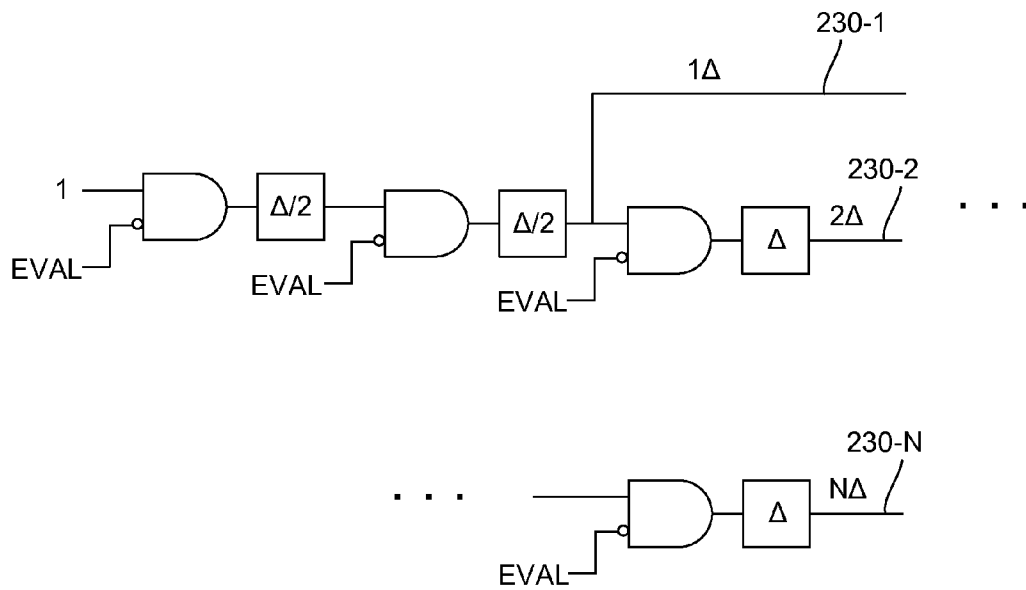 230-1
1Δ
230-2
1
Δ/2
Δ/2
Δ
2Δ
. . .
EVAL
EVAL
EVAL
230-N
. . .
Δ
NΔ
EVAL